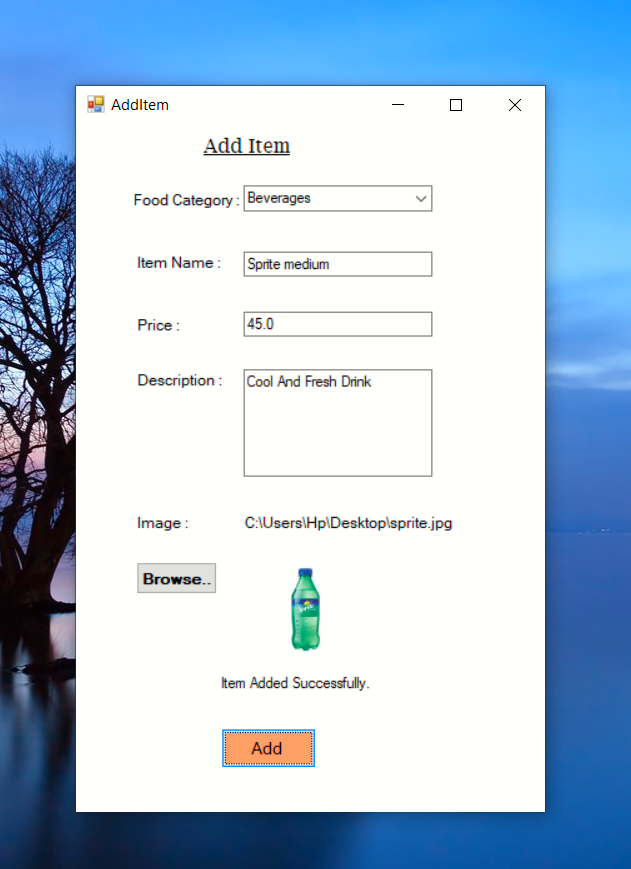 AddItem
Add Item
Food Category : Beverages
Item Name : Sprite medium
Price : 45.0
Description : Cool And Fresh Drink
Image : C:\Users\Hp\Desktop\sprite.jpg
Browse..
Sprite
Item Added Successfully.
Add